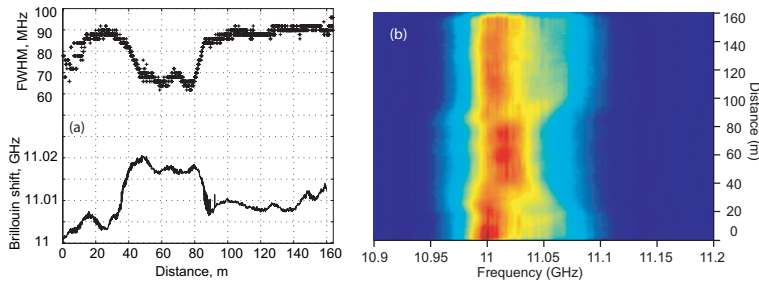 100
90
80
70
60
FWHM, MHz
(a)
11.02
11.01
11
Brillouin shift, GHz
0 20 40 60 80 100 120 140 160
Distance, m
(b)
160
140
120
100
80
60
40
20
0
Distance (m)
10.9 10.95 11 11.05 11.1 11.15 11.2
Frequency (GHz)